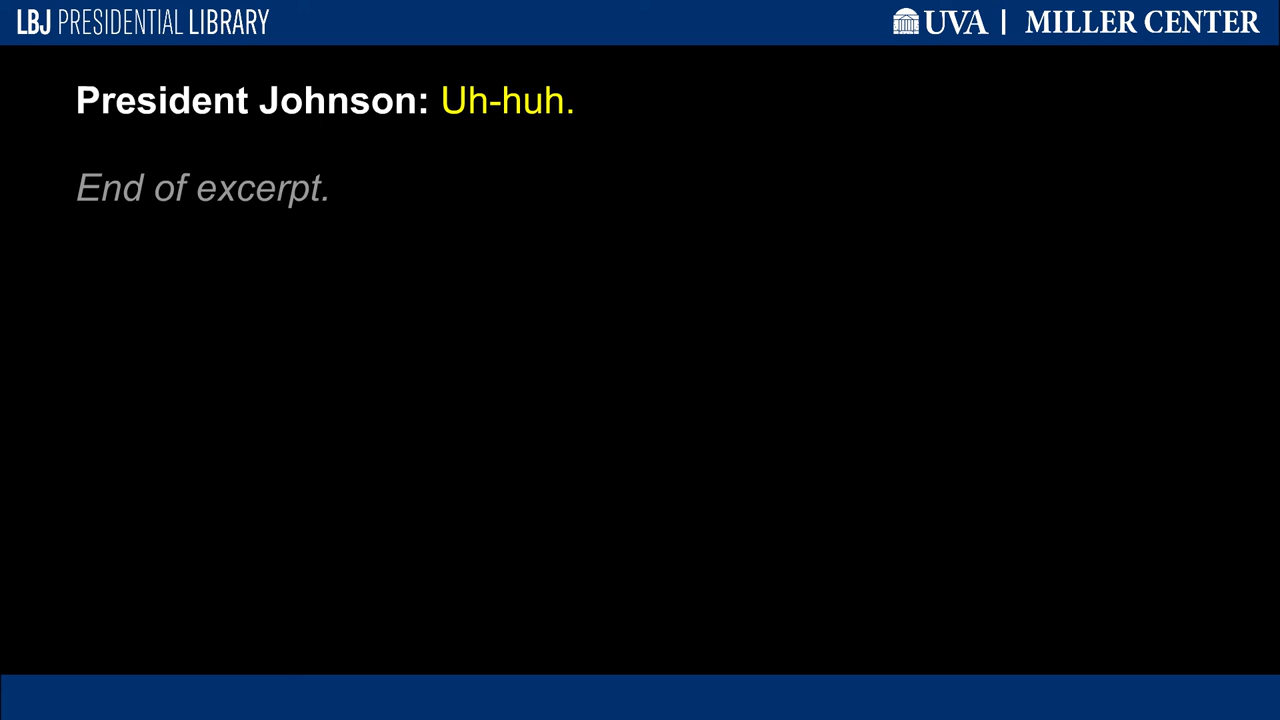 LBJ PRESIDENTIAL LIBRARY
UVA | MILLER CENTER
President Johnson: Uh-huh.
End of excerpt.